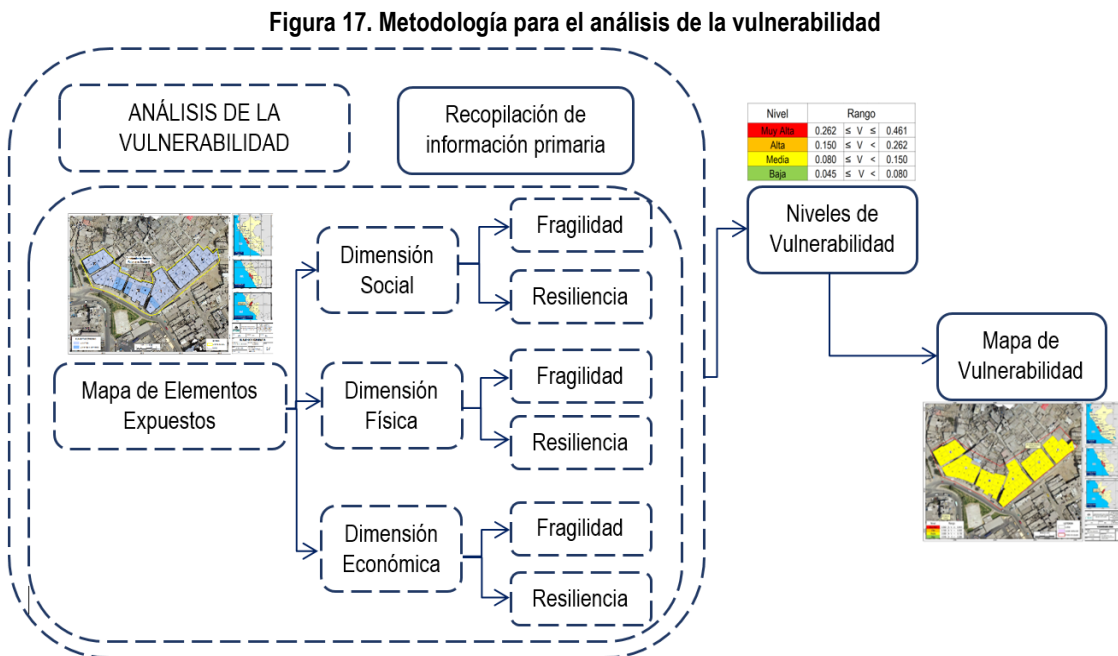 Figura 17. Metodología para el análisis de la vulnerabilidad
ANÁLISIS DE LA
VULNERABILIDAD
Recopilación de
información primaria
Nivel Rango
Muy Alta 0.262 ≤ V ≤ 0.461
Alta 0.150 ≤ V < 0.262
Media 0.080 ≤ V < 0.150
Baja 0.045 ≤ V < 0.080
Mapa de Elementos
Expuestos
Dimensión
Social
Fragilidad
Resiliencia
Dimensión
Física
Fragilidad
Resiliencia
Dimensión
Económica
Fragilidad
Resiliencia
Niveles de
Vulnerabilidad
Mapa de
Vulnerabilidad